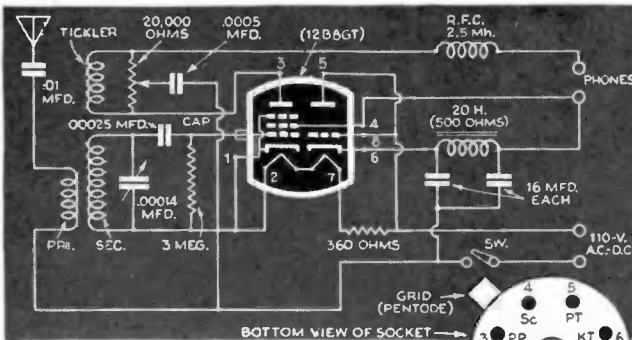 TICKLER
20,000
OHMS
.0005
MFD.
(12B8GT)
R.F.C.
2.5 Mh.
PHONES
.01
MFD.
3
5
CAP
.00025 MFD.
4
8
6
1
2
7
20 H.
(500 OHMS)
.00014
MFD.
16 MFD.
EACH
PRI.
SEC.
3 MEG.
360 OHMS
SW.
110-V.
A.C.-D.C.
GRID
(PENTODE)
4
5
Sc
PT
BOTTOM VIEW OF SOCKET
3
PP
KT
6